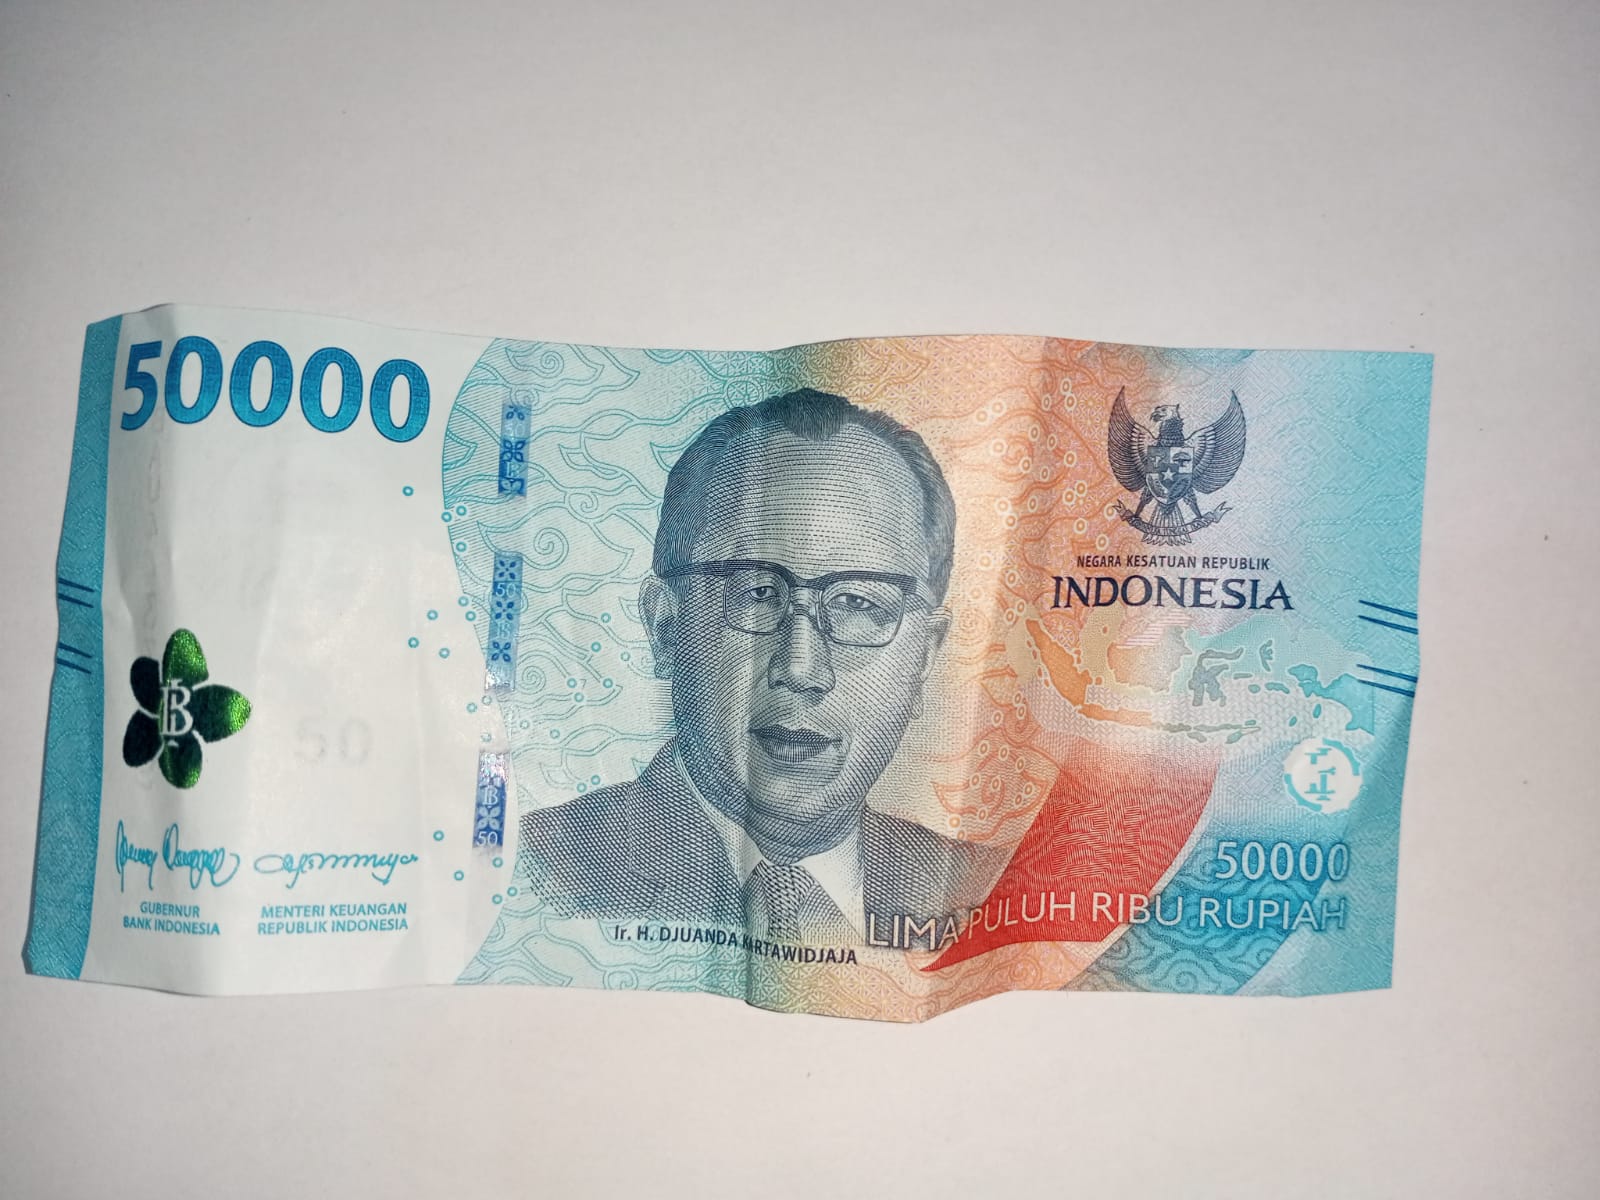 50000
50
50
50
GUBERNUR
BANK INDONESIA
MENTERI KEUANGAN
REPUBLIK INDONESIA
Ir. H. DJUANDA KARTAWIDJAJA
NEGARA KESATUAN REPUBLIK
INDONESIA
50000
LIMA PULUH RIBU RUPIAH